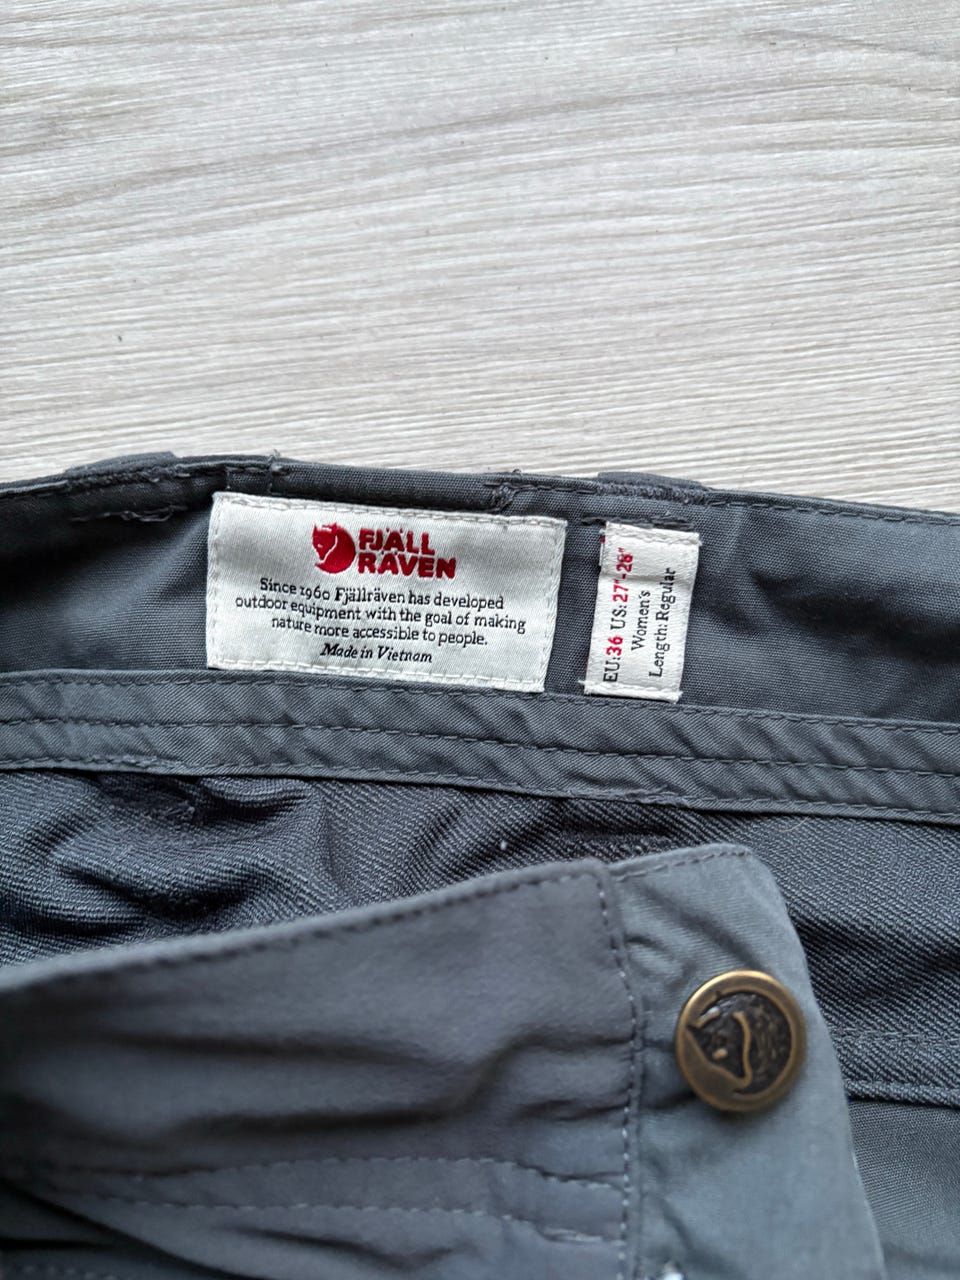 FJÄLL
RÄVEN
Since 1960 Fjällräven has developed
outdoor equipment with the goal of making
nature more accessible to people.
Made in Vietnam
EU:36 US:27"-28"
Women's
Length: Regular